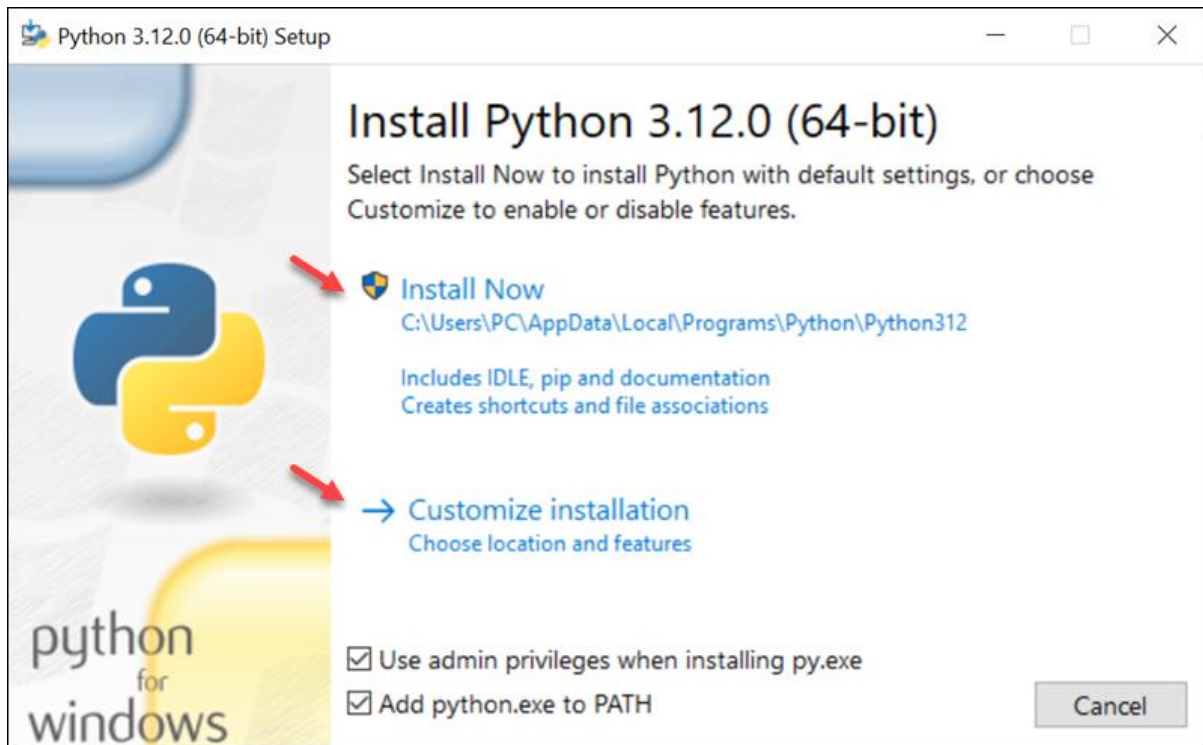 Python 3.12.0 (64-bit) Setup
Install Python 3.12.0 (64-bit)
Select Install Now to install Python with default settings, or choose
Customize to enable or disable features.
Install Now
C:\Users\PC\AppData\Local\Programs\Python\Python312
Includes IDLE, pip and documentation
Creates shortcuts and file associations
Customize installation
Choose location and features
Use admin privileges when installing py.exe
Add python.exe to PATH
Cancel
python
for
windows